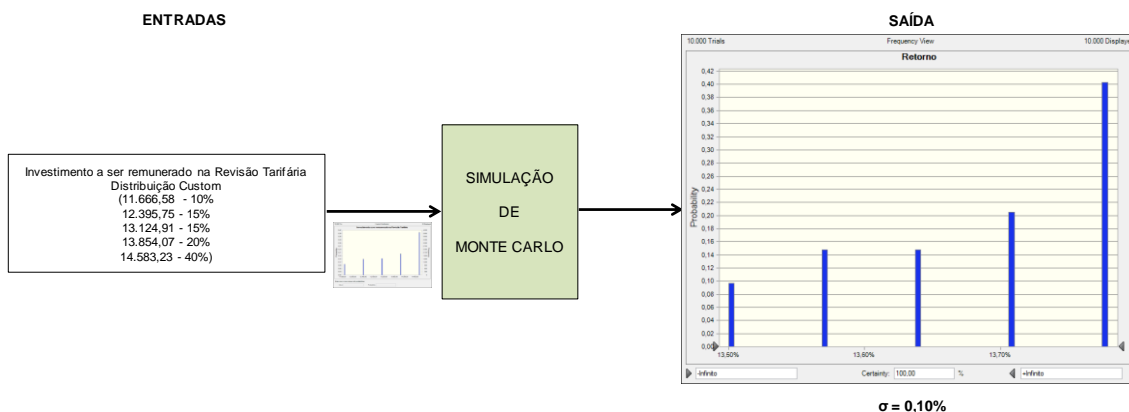 ENTRADAS
Investimento a ser remunerado na Revisão Tarifária
Distribuição Custom
(11.666,58 - 10%
12.395,75 - 15%
13.124,91 - 15%
13.854,07 - 20%
14.583,23 - 40%)
SIMULAÇÃO
DE
MONTE CARLO
SAÍDA
10.000 Trials
Frequency View
10.000 Displaye
Retorno
Probability
0,42
0,40
0,38
0,36
0,34
0,32
0,30
0,28
0,26
0,24
0,22
0,20
0,18
0,16
0,14
0,12
0,10
0,08
0,06
0,04
0,02
0,00
13,50%
13,60%
13,70%
-Infinito
Certainty: 100,00 %
+Infinito
σ = 0,10%